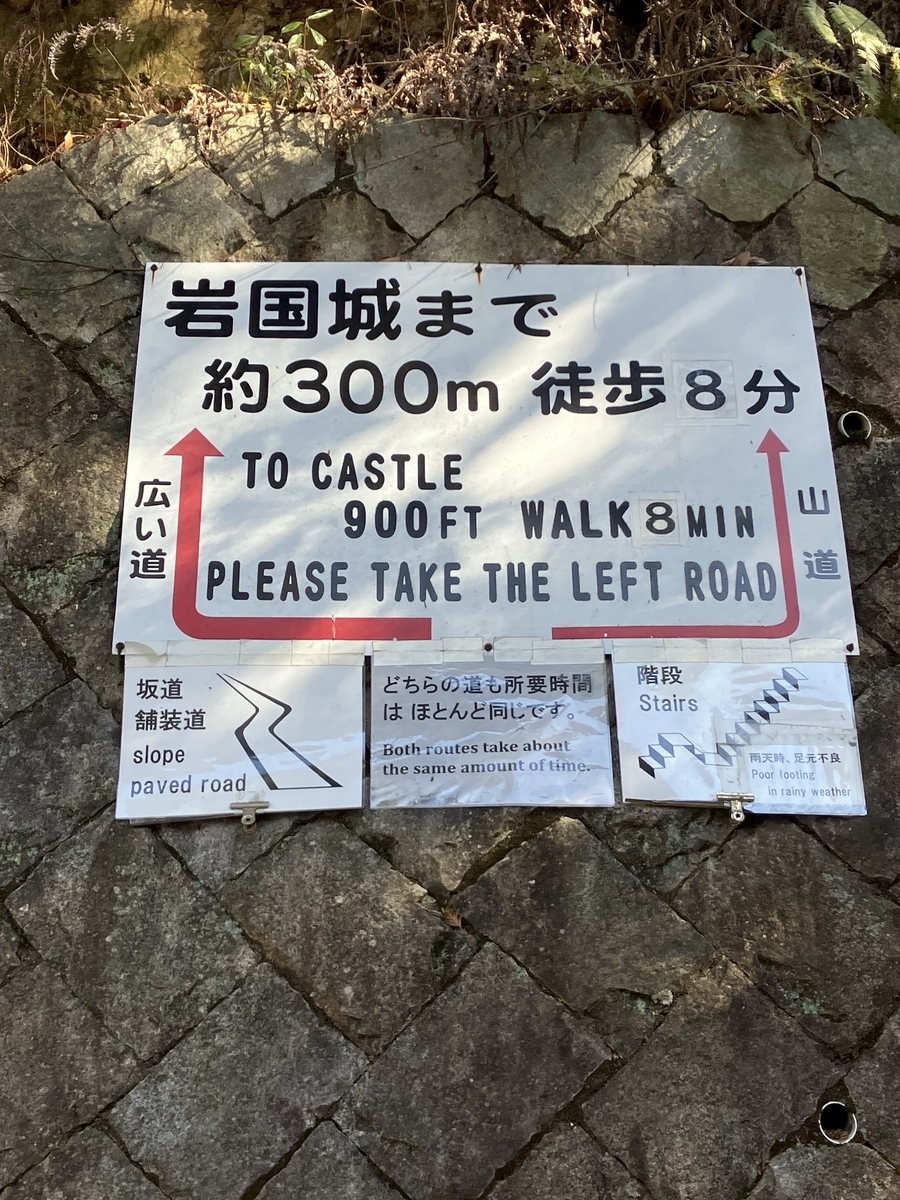 岩国城まで
約300m 徒歩8分
TO CASTLE
900FT WALK 8 MIN
PLEASE TAKE THE LEFT ROAD
広い道
山道
坂道
舗装道
slope
paved road
どちらの道も所要時間
は ほとんど同じです。
Both routes take about
the same amount of time.
階段
Stairs
雨天時、足元不良
Poor footing
in rainy weather